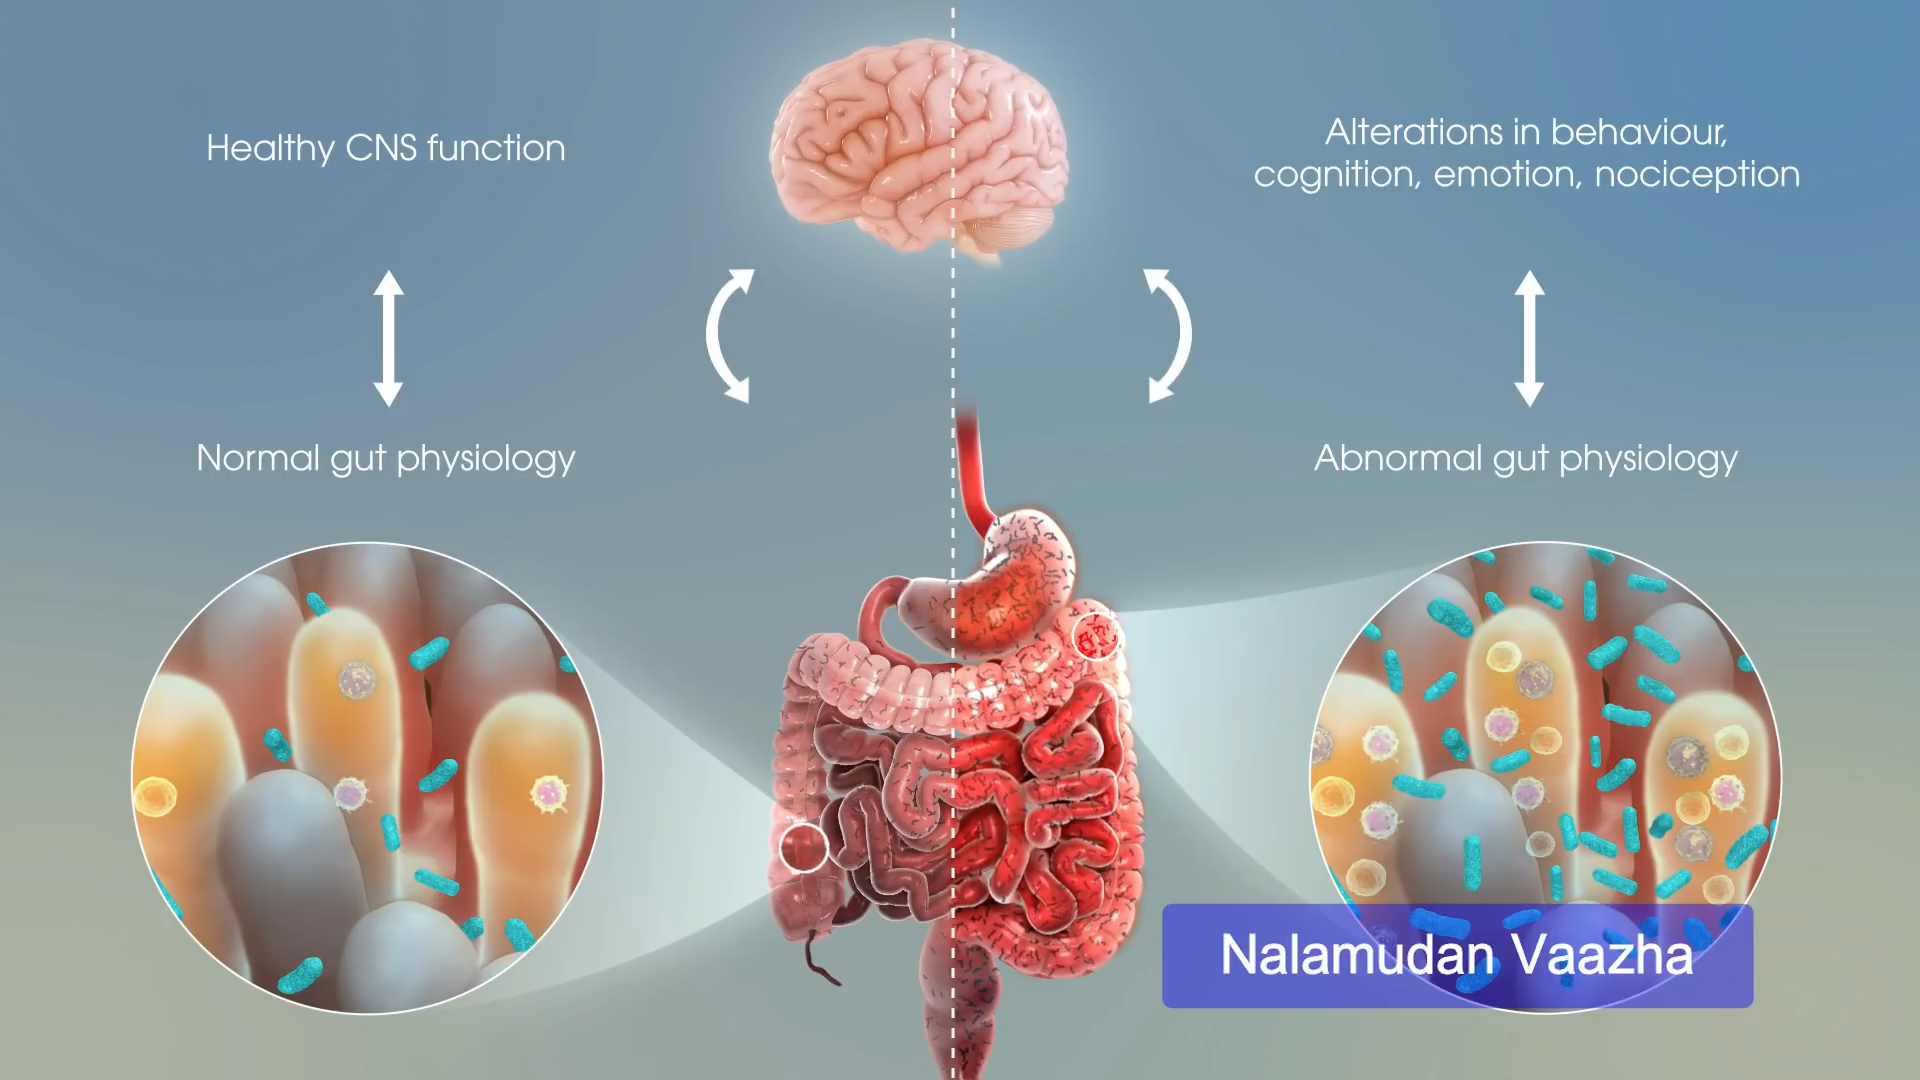 Healthy CNS function
Alterations in behaviour,
cognition, emotion, nociception
Normal gut physiology
Abnormal gut physiology
Nalamudan Vaazha